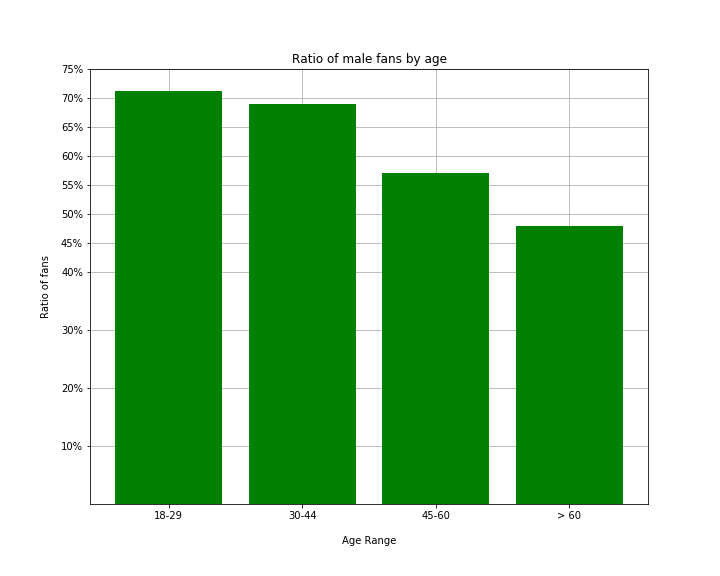 Ratio of male fans by age
75%
70%
65%
60%
55%
50%
45%
40%
30%
20%
10%
Ratio of fans
18-29 30-44 45-60 > 60
Age Range